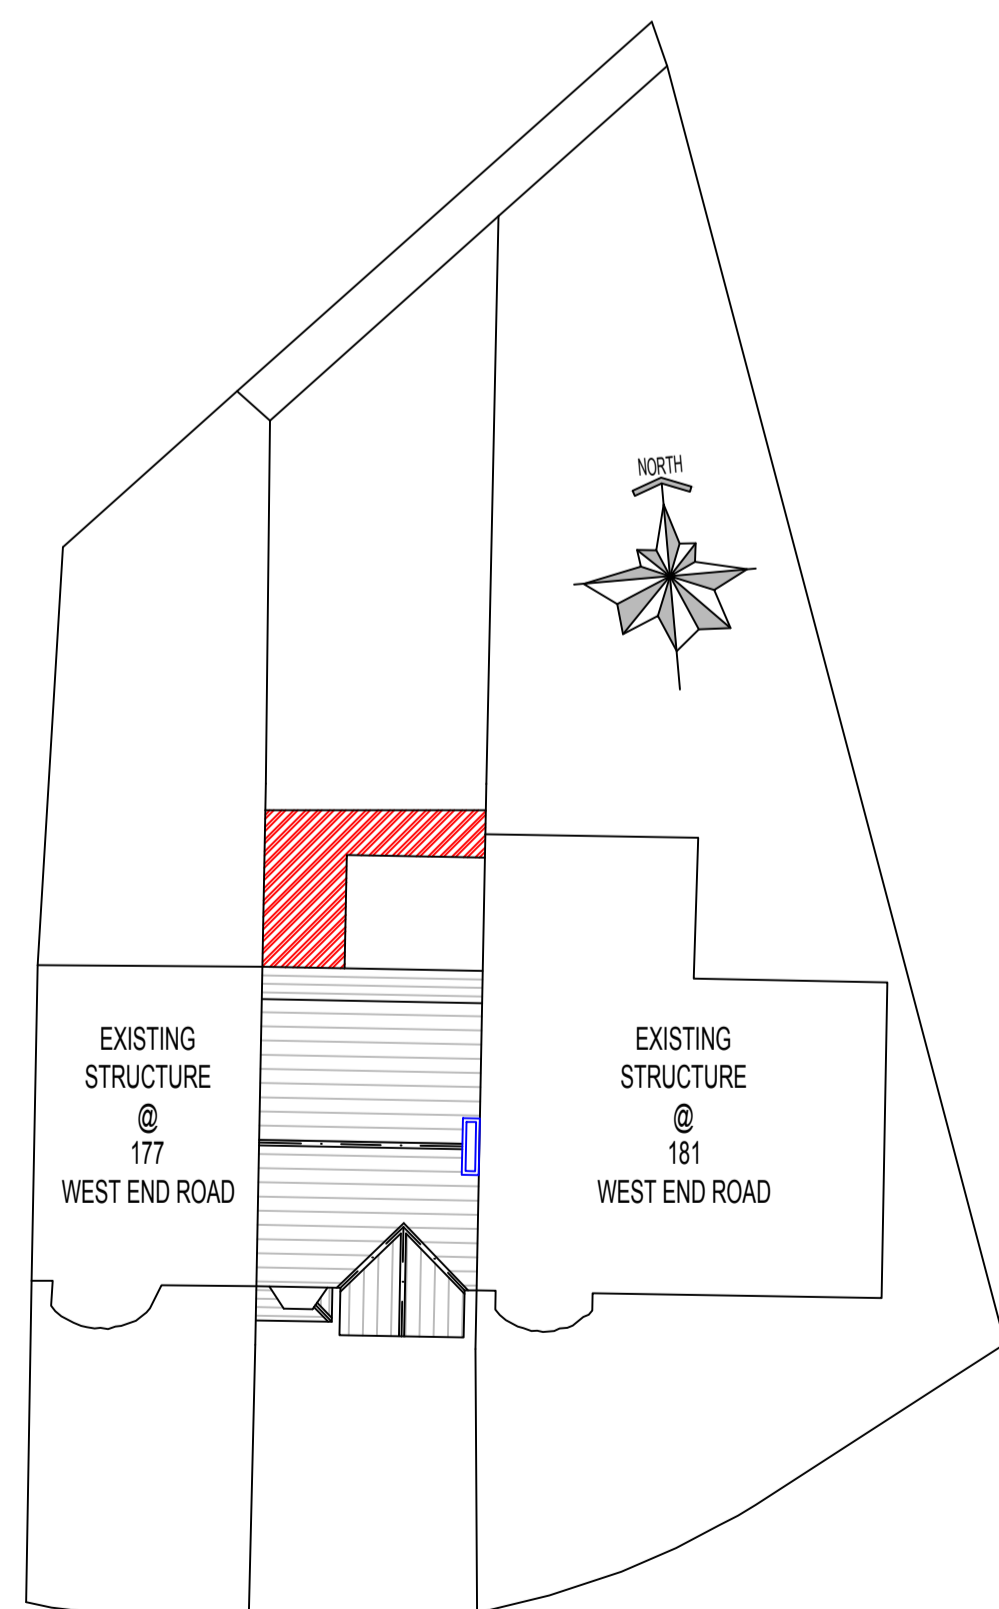 NORTH
EXISTING
STRUCTURE
@
177
WEST END ROAD
EXISTING
STRUCTURE
@
181
WEST END ROAD